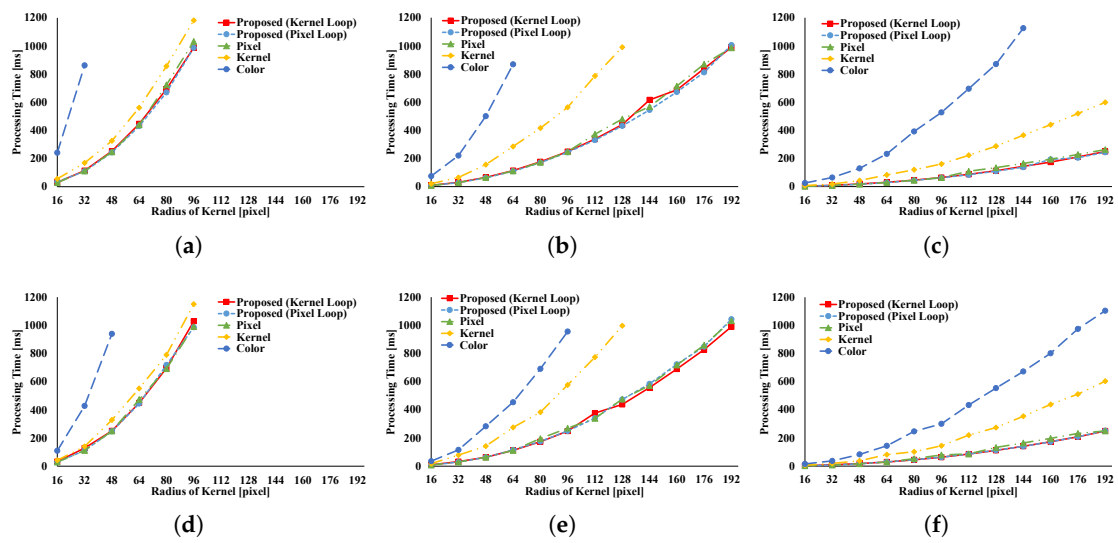 1200
1000
800
600
400
200
0
Processing Time [ms]
Proposed (Kernel Loop)
Proposed (Pixel Loop)
Pixel
Kernel
Color
16 32 48 64 80 96 112 128 144 160 176 192
Radius of Kernel [pixel]
(a)
1200
1000
800
600
400
200
0
Processing Time [ms]
Proposed (Kernel Loop)
Proposed (Pixel Loop)
Pixel
Kernel
Color
16 32 48 64 80 96 112 128 144 160 176 192
Radius of Kernel [pixel]
(b)
1200
1000
800
600
400
200
0
Processing Time [ms]
Proposed (Kernel Loop)
Proposed (Pixel Loop)
Pixel
Kernel
Color
16 32 48 64 80 96 112 128 144 160 176 192
Radius of Kernel [pixel]
(c)
1200
1000
800
600
400
200
0
Processing Time [ms]
Proposed (Kernel Loop)
Proposed (Pixel Loop)
Pixel
Kernel
Color
16 32 48 64 80 96 112 128 144 160 176 192
Radius of Kernel [pixel]
(d)
1200
1000
800
600
400
200
0
Processing Time [ms]
Proposed (Kernel Loop)
Proposed (Pixel Loop)
Pixel
Kernel
Color
16 32 48 64 80 96 112 128 144 160 176 192
Radius of Kernel [pixel]
(e)
1200
1000
800
600
400
200
0
Processing Time [ms]
Proposed (Kernel Loop)
Proposed (Pixel Loop)
Pixel
Kernel
Color
16 32 48 64 80 96 112 128 144 160 176 192
Radius of Kernel [pixel]
(f)